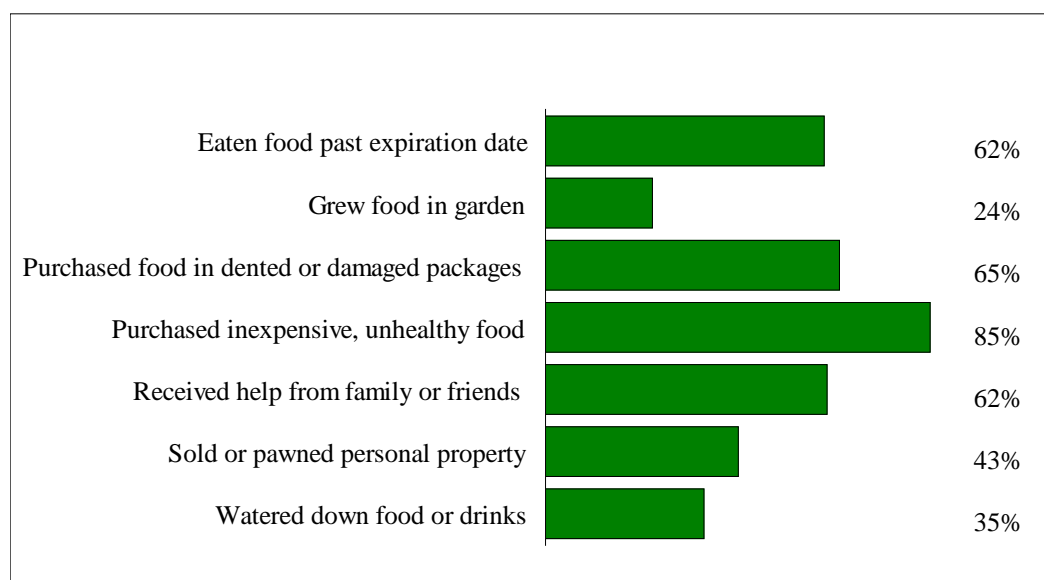 Eaten food past expiration date 62%
Grew food in garden 24%
Purchased food in dented or damaged packages 65%
Purchased inexpensive, unhealthy food 85%
Received help from family or friends 62%
Sold or pawned personal property 43%
Watered down food or drinks 35%